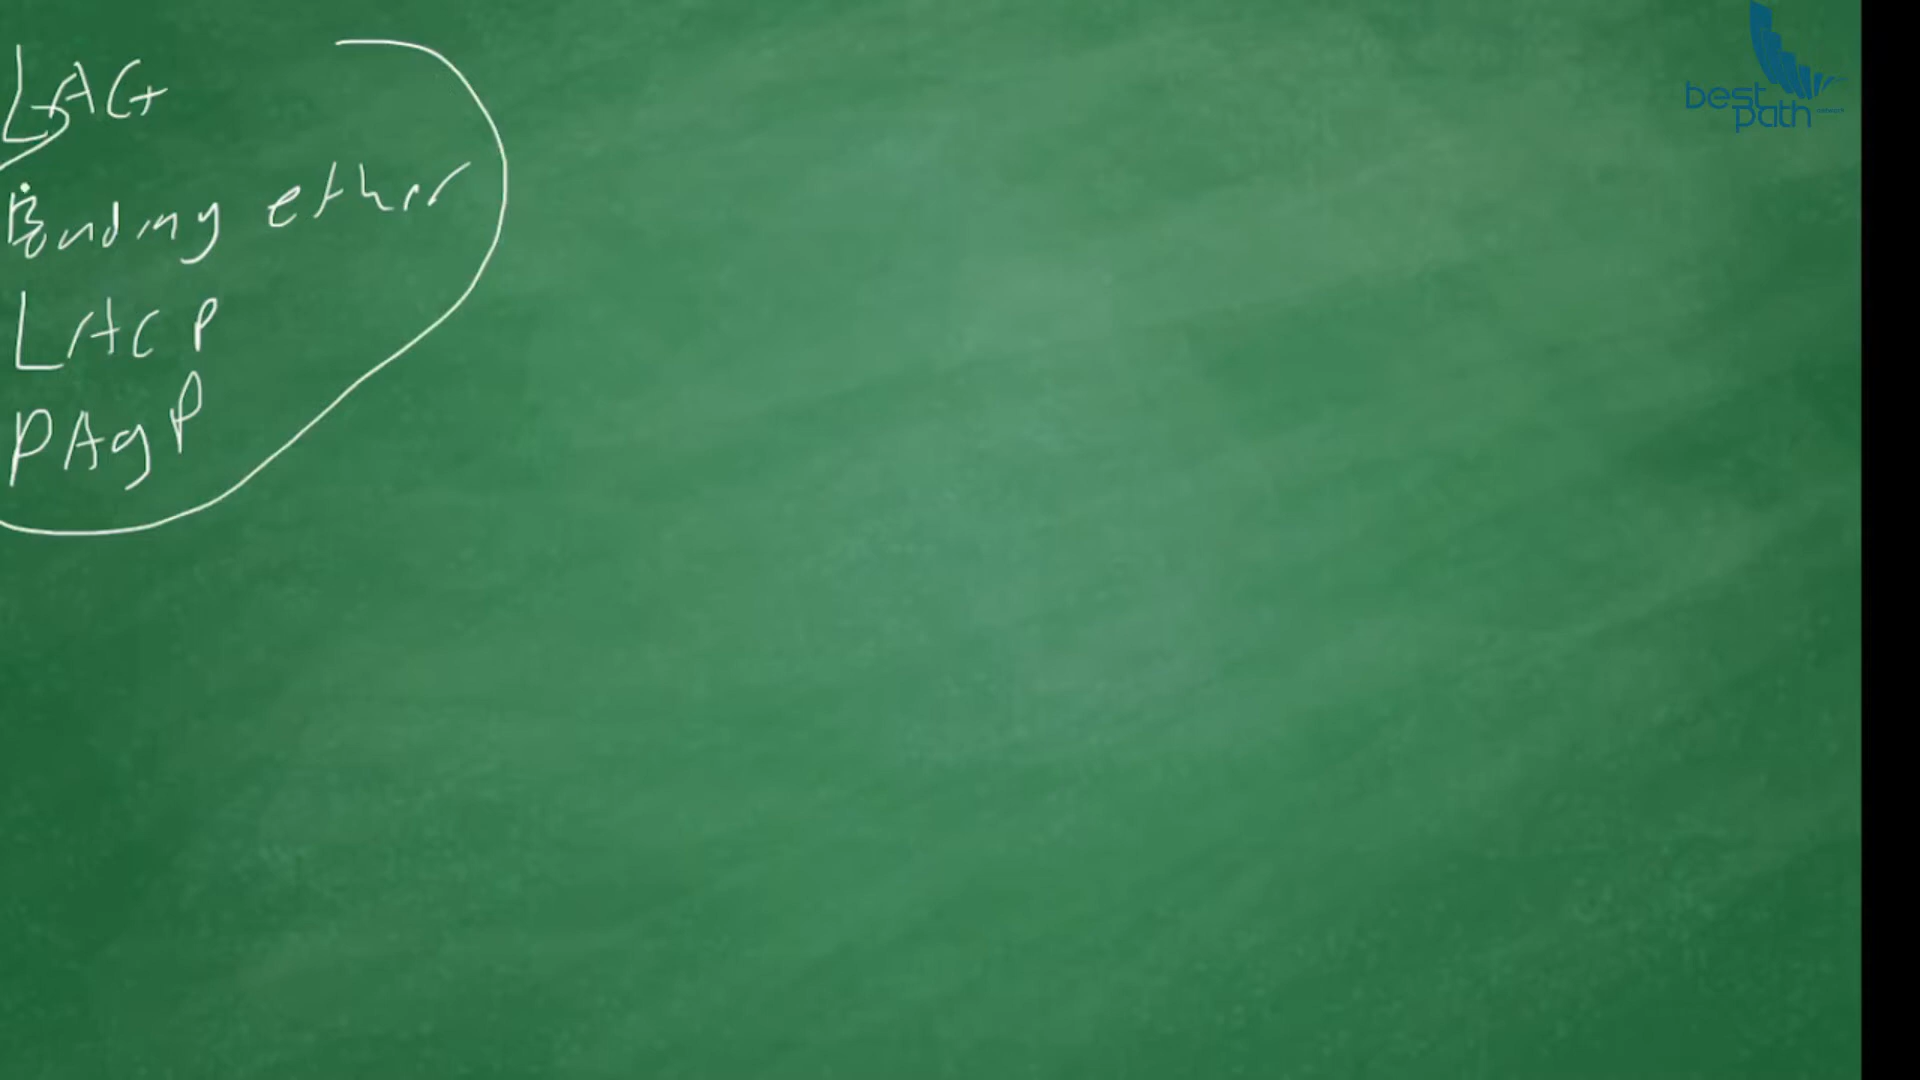 LAG
Bonding ether
LACP
PAgP
best
path